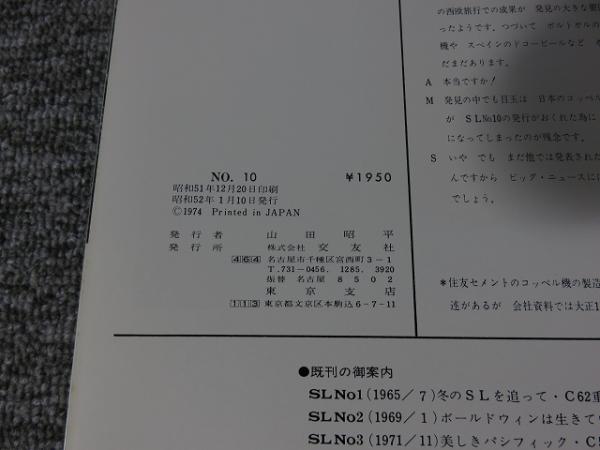 の西欧旅行での成果が 発見の大きな要
ったようです。つづいて ポルトガルの
機や スペインのドコービールなど
だまだあります。
A 本当ですか!
M 発見の中でも目玉は 日本のコッペル
が SL№10の発行がおくれた為に
になってしまったのが残念です。
S いや でも まだ他では発表された
んですから ビッグ・ニュースに
でしょう。
NO. 10 ¥1950
昭和51年12月20日印刷
昭和52年 1月10日発行
©1974 Printed in JAPAN
発行者 山田昭平
発行所 株式会社 交友社
464 名古屋市千種区宮西町3-1
T.731-0456. 1285. 3920
振替 名古屋 8502
東京支店
113 東京都文京区本駒込6-7-11
*住友セメントのコッペル機の製造
述があるが 会社資料では大正1
●既刊の御案内
SL№1(1965/7)冬のSLを追って・C62重
SL№2(1969/1)ボールドウィンは生きて
SL№3(1971/11)美しきパシフィック・C5